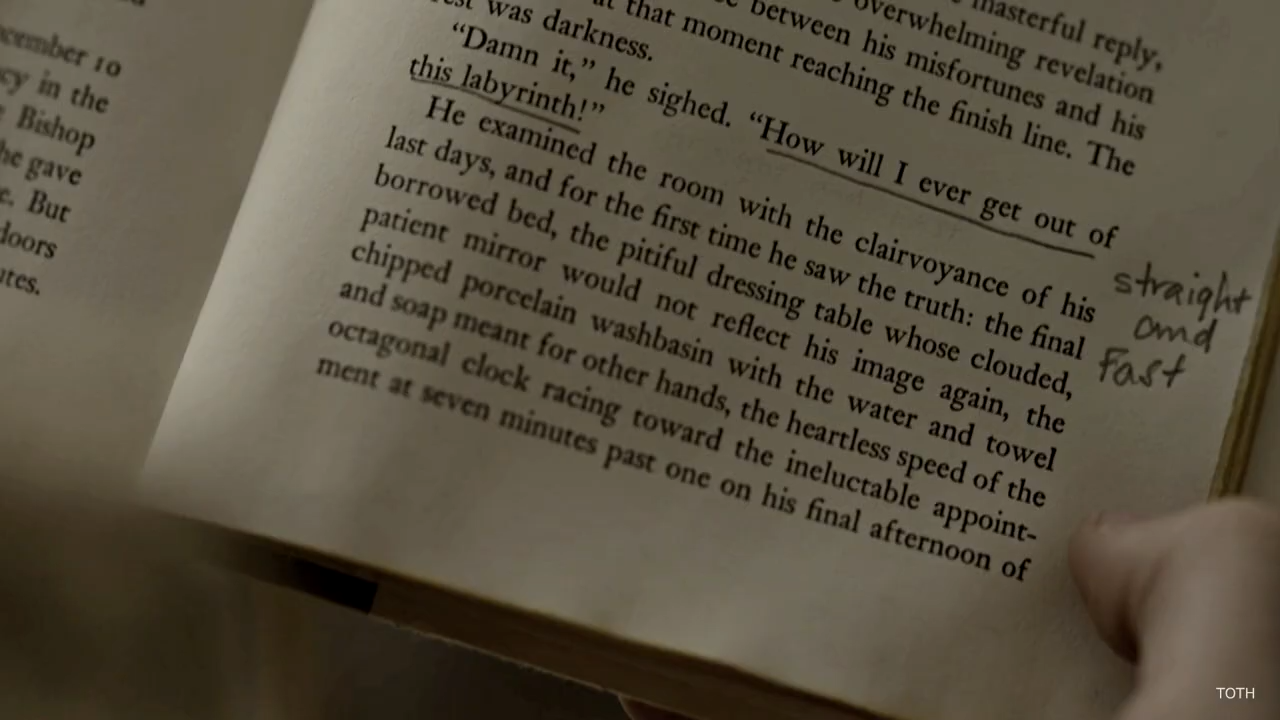 ecember 10
cy in the
Bishop
he gave
e. But
doors
utes.
masterful reply,
overwhelming revelation
between his misfortunes and his
at that moment reaching the finish line. The
was darkness.
“Damn it,” he sighed. “How will I ever get out of
this labyrinth!”
He examined the room with the clairvoyance of his
last days, and for the first time he saw the truth: the final
borrowed bed, the pitiful dressing table whose clouded,
patient mirror would not reflect his image again, the
chipped porcelain washbasin with the water and towel
and soap meant for other hands, the heartless speed of the
octagonal clock racing toward the ineluctable appoint-
ment at seven minutes past one on his final afternoon of
straight
and
Fast
TOTH